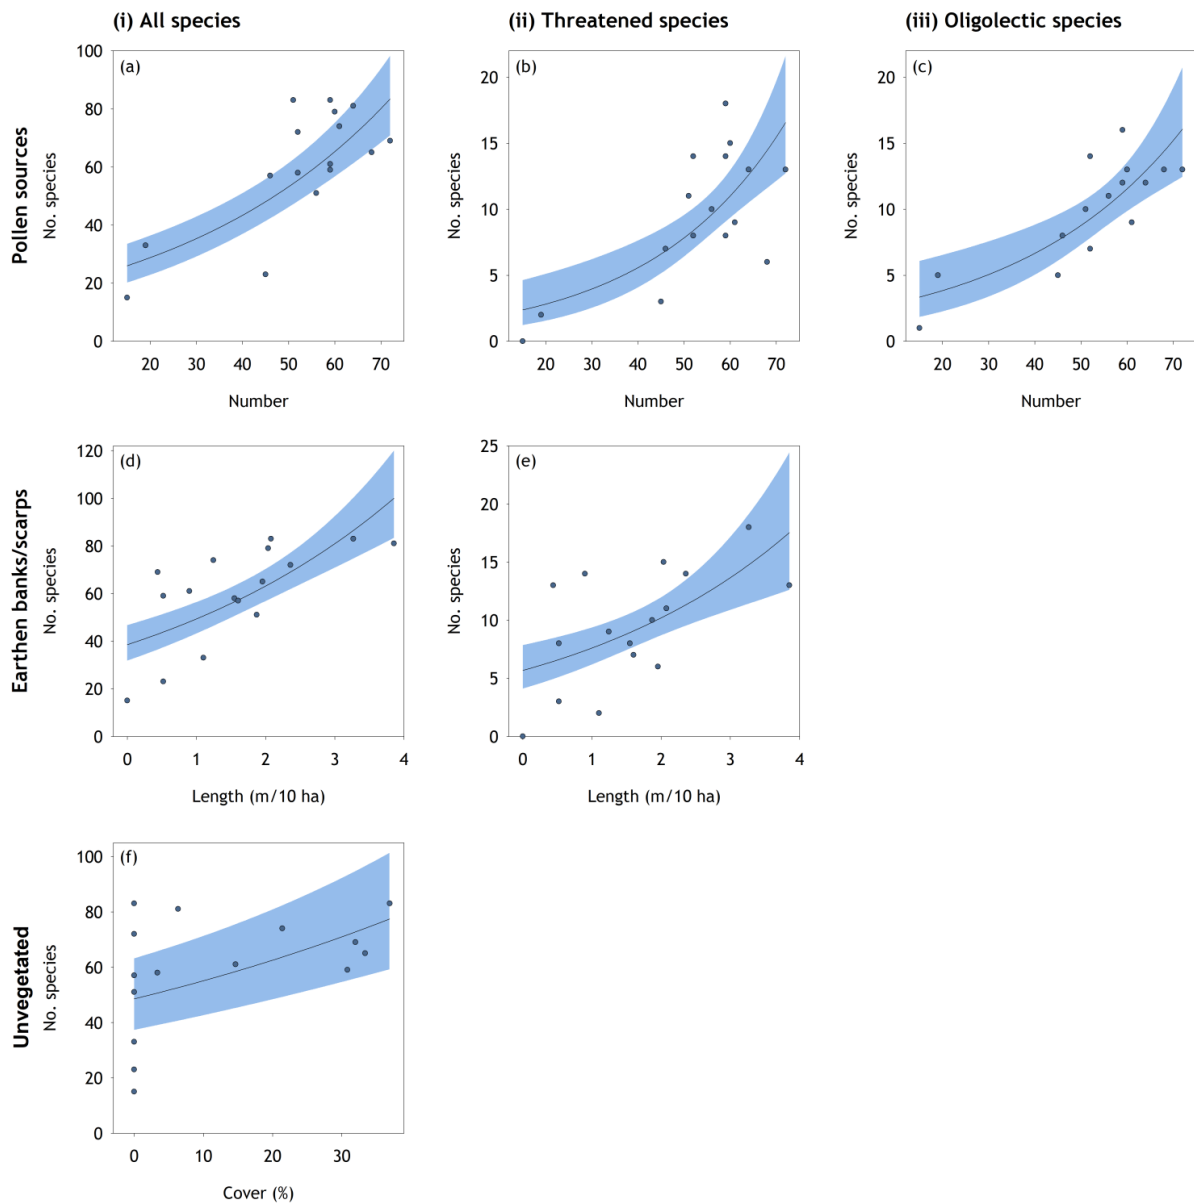 (i) All species
(ii) Threatened species
(iii) Oligolectic species
Pollen sources
No. species
(a)
100
80
60
40
20
0
20 30 40 50 60 70
Number
No. species
(b)
20
15
10
5
0
20 30 40 50 60 70
Number
No. species
(c)
20
15
10
5
0
20 30 40 50 60 70
Number
Earthen banks/scarps
No. species
(d)
120
100
80
60
40
20
0
0 1 2 3 4
Length (m/10 ha)
No. species
(e)
25
20
15
10
5
0
0 1 2 3 4
Length (m/10 ha)
Unvegetated
No. species
(f)
100
80
60
40
20
0
0 10 20 30
Cover (%)